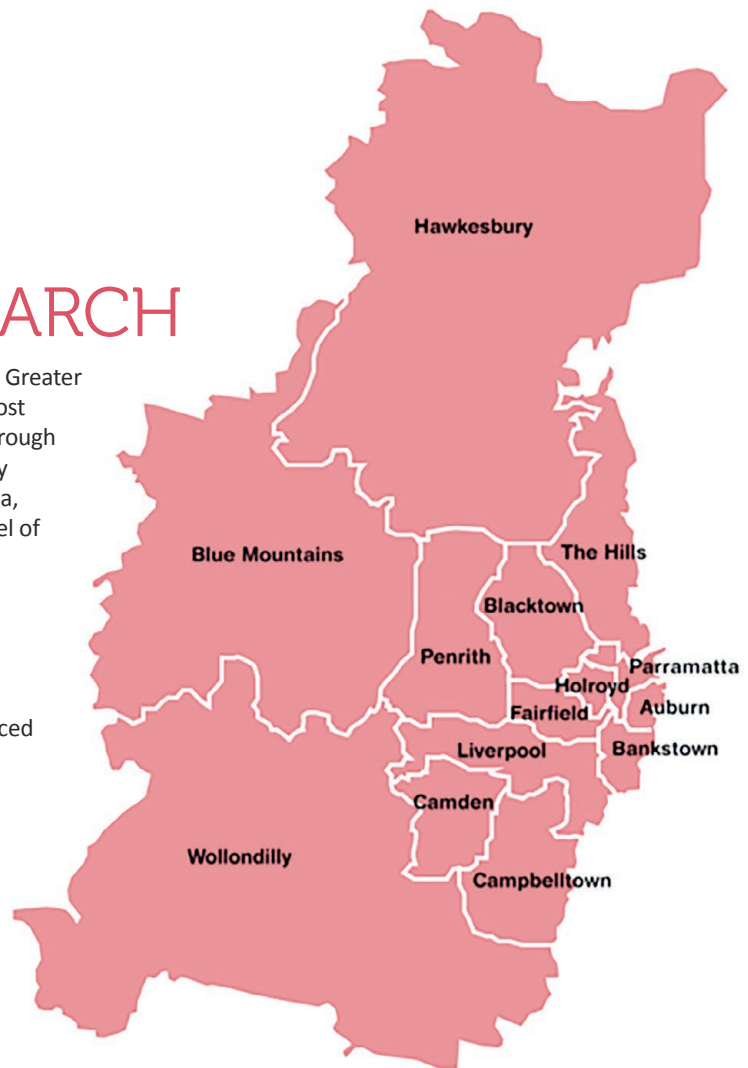 ARCH
Greater
ost
rough
y
a,
el of
ced
Hawkesbury
Blue Mountains
The Hills
Blacktown
Penrith
Parramatta
Holroyd
Auburn
Fairfield
Liverpool
Bankstown
Camden
Wollondilly
Campbelltown